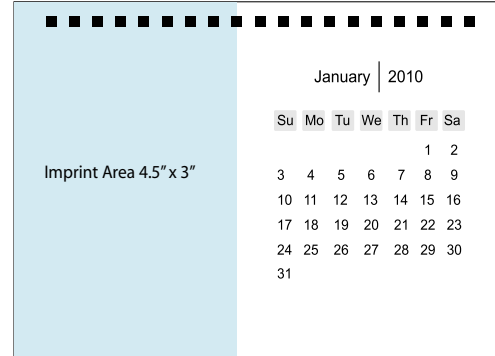 Imprint Area 4.5” x 3”
January 2010
Su Mo Tu We Th Fr Sa
1 2
3 4 5 6 7 8 9
10 11 12 13 14 15 16
17 18 19 20 21 22 23
24 25 26 27 28 29 30
31